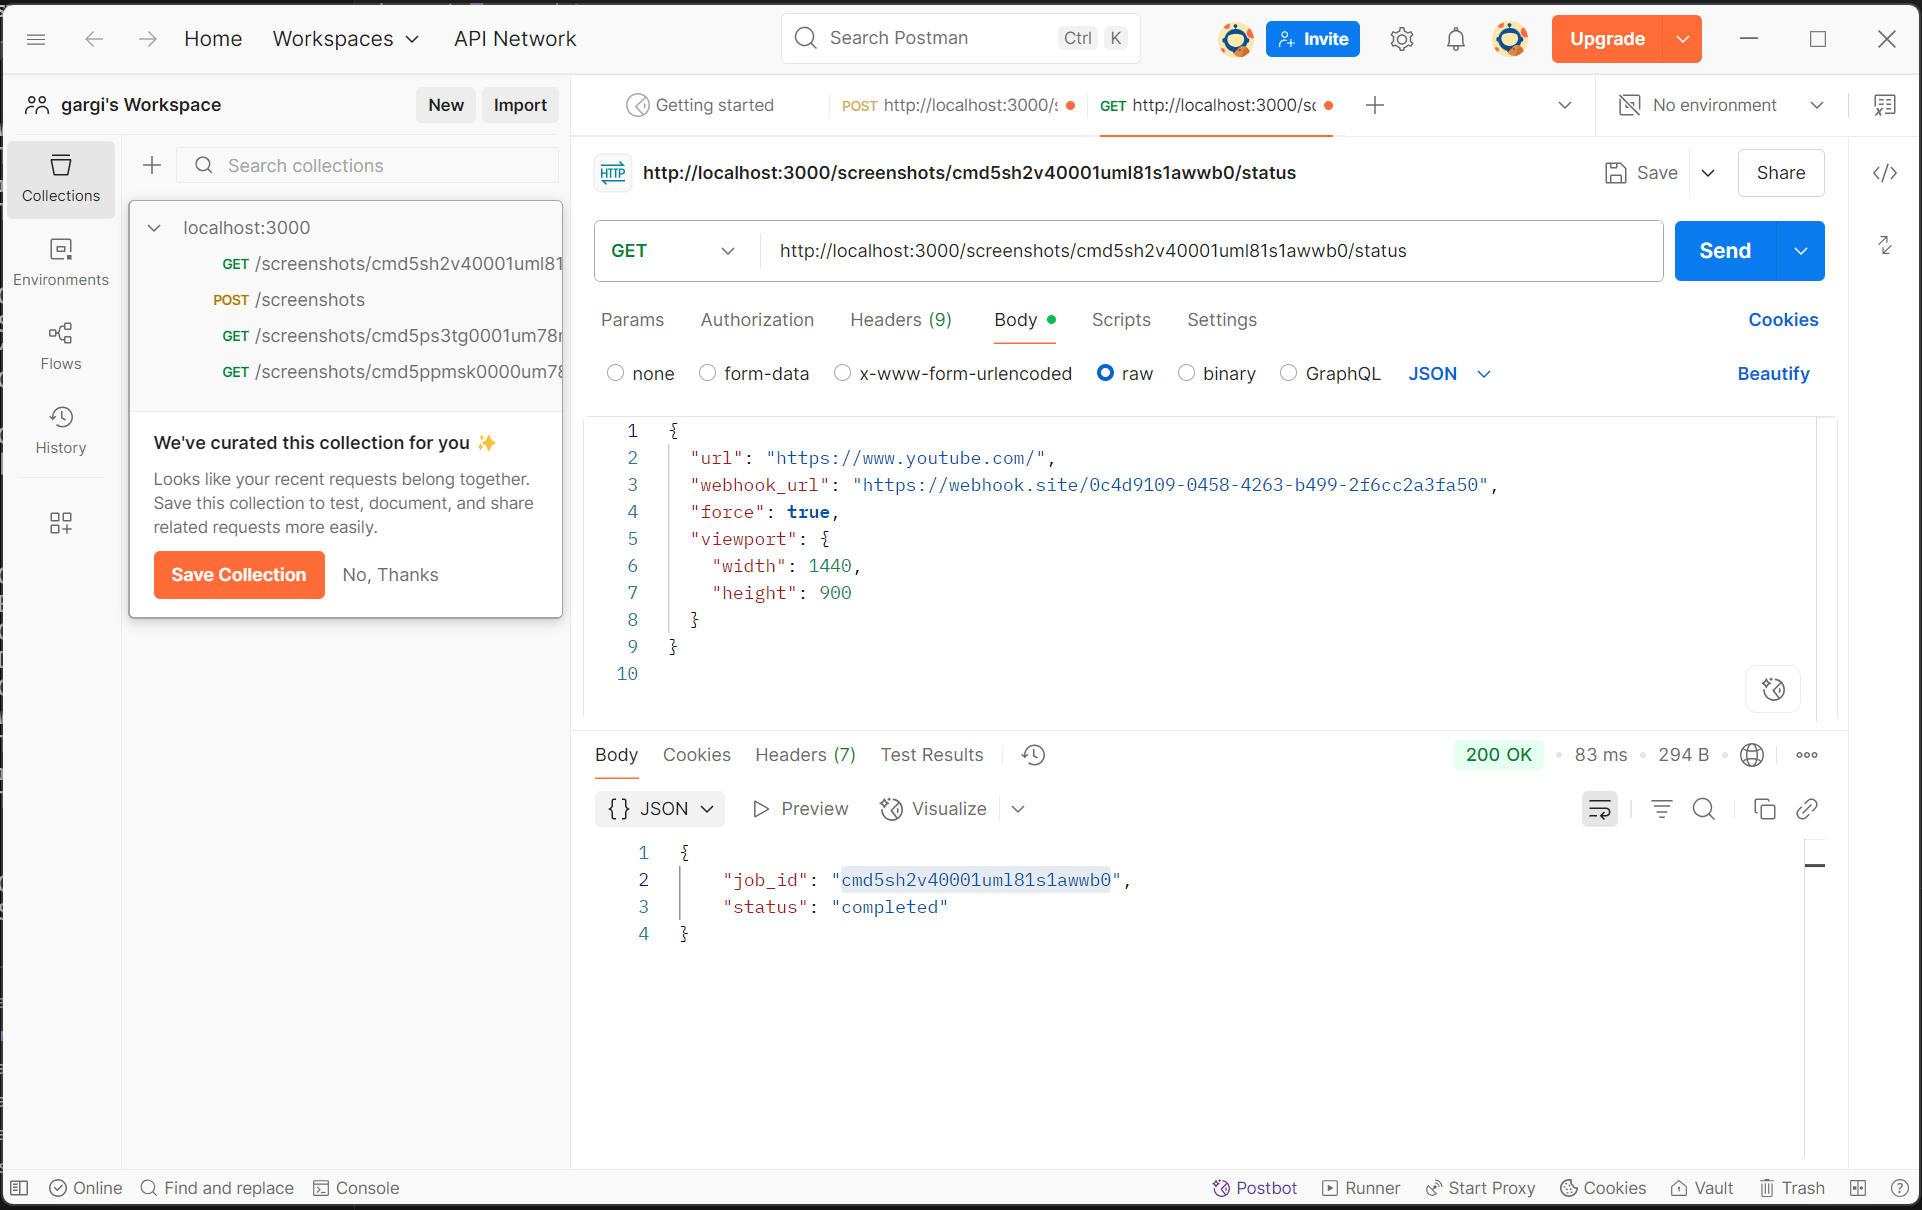 Home
Workspaces
API Network
Search Postman
Ctrl
K
Invite
Upgrade
gargi's Workspace
New
Import
Getting started
POST http://localhost:3000/s
GET http://localhost:3000/sc
No environment
Collections
Environments
Flows
History
Search collections
localhost:3000
GET /screenshots/cmd5sh2v40001uml81
POST /screenshots
GET /screenshots/cmd5ps3tg0001um78r
GET /screenshots/cmd5ppmsk0000um78
We've curated this collection for you ✨
Looks like your recent requests belong together.
Save this collection to test, document, and share
related requests more easily.
Save Collection
No, Thanks
HTTP
http://localhost:3000/screenshots/cmd5sh2v40001uml81s1awwb0/status
Save
Share
GET
http://localhost:3000/screenshots/cmd5sh2v40001uml81s1awwb0/status
Send
Params
Authorization
Headers (9)
Body
Scripts
Settings
Cookies
none
form-data
x-www-form-urlencoded
raw
binary
GraphQL
JSON
Beautify
1 {
2 "url": "https://www.youtube.com/",
3 "webhook_url": "https://webhook.site/0c4d9109-0458-4263-b499-2f6cc2a3fa50",
4 "force": true,
5 "viewport": {
6 "width": 1440,
7 "height": 900
8 }
9 }
10
Body
Cookies
Headers (7)
Test Results
200 OK
83 ms
294 B
{} JSON
Preview
Visualize
1 {
2 "job_id": "cmd5sh2v40001uml81s1awwb0",
3 "status": "completed"
4 }
Online
Find and replace
Console
Postbot
Runner
Start Proxy
Cookies
Vault
Trash